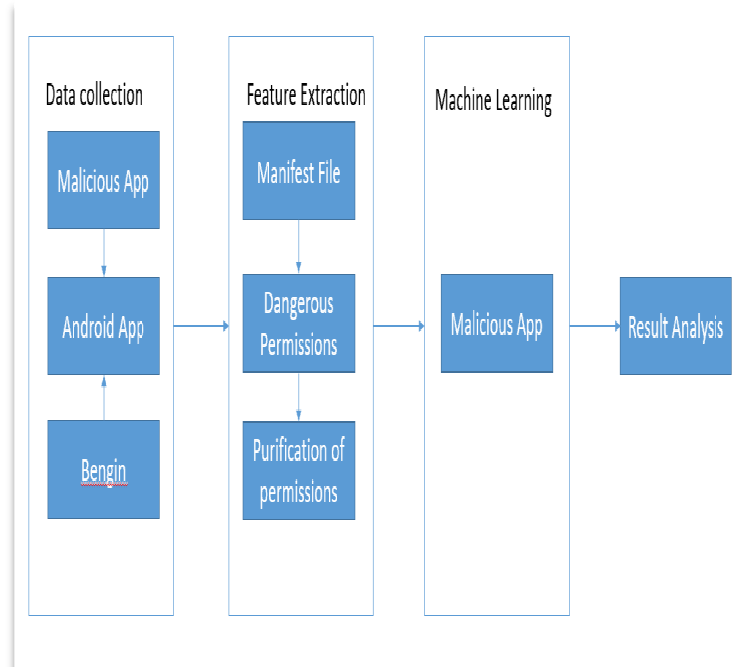 Data collection
Malicious App
Android App
Bengin
Feature Extraction
Manifest File
Dangerous
Permissions
Purification of
permissions
Machine Learning
Malicious App
Result Analysis